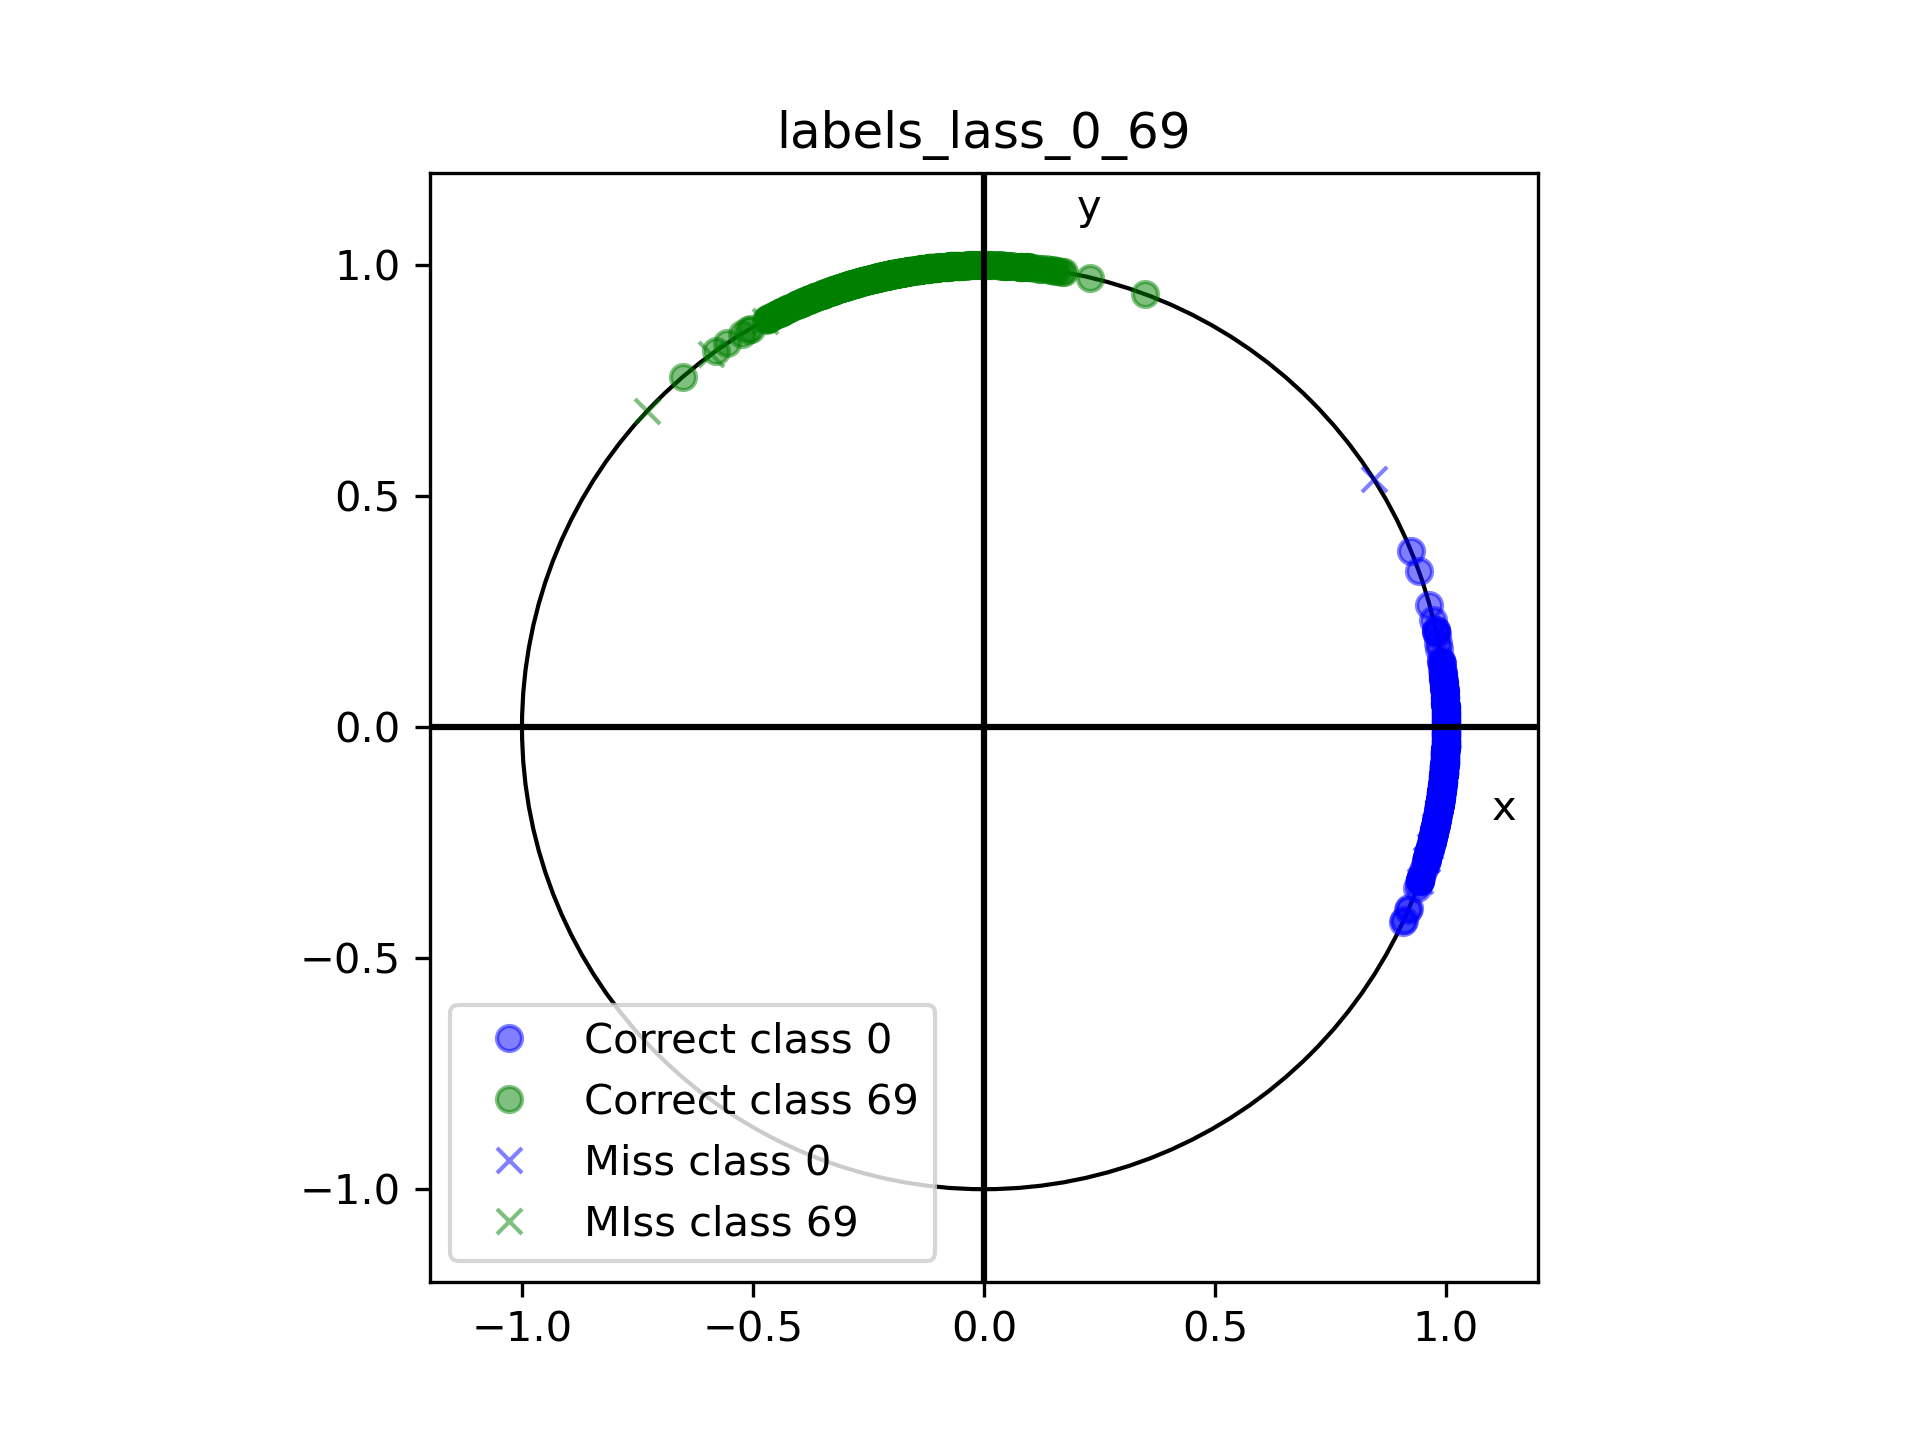 labels_lass_0_69
y
1.0
0.5
0.0
x
−0.5
−1.0
Correct class 0
Correct class 69
Miss class 0
MIss class 69
−1.0 −0.5 0.0 0.5 1.0